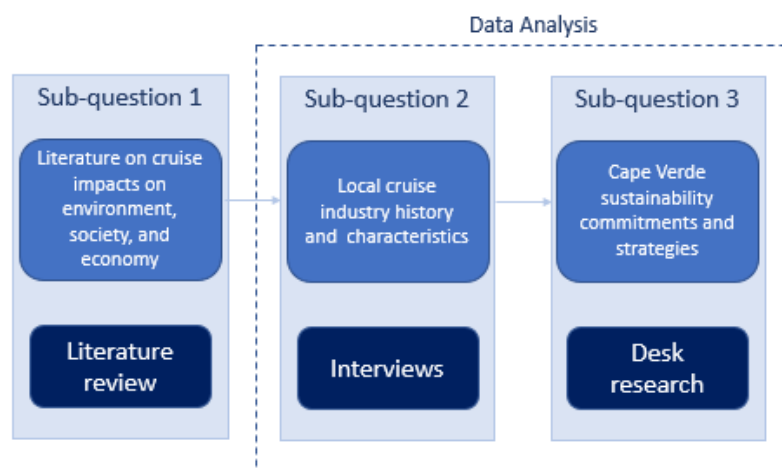 Data Analysis
Sub-question 1
Literature on cruise
impacts on
environment,
society, and
economy
Literature
review
Sub-question 2
Local cruise
industry history
and characteristics
Interviews
Sub-question 3
Cape Verde
sustainability
commitments and
strategies
Desk
research